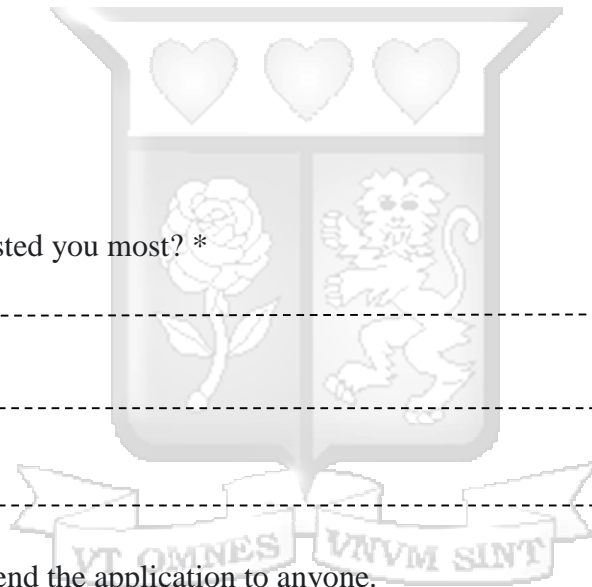 sted you most? *
VT OMNES VNVM SINT
end the application to anyone.